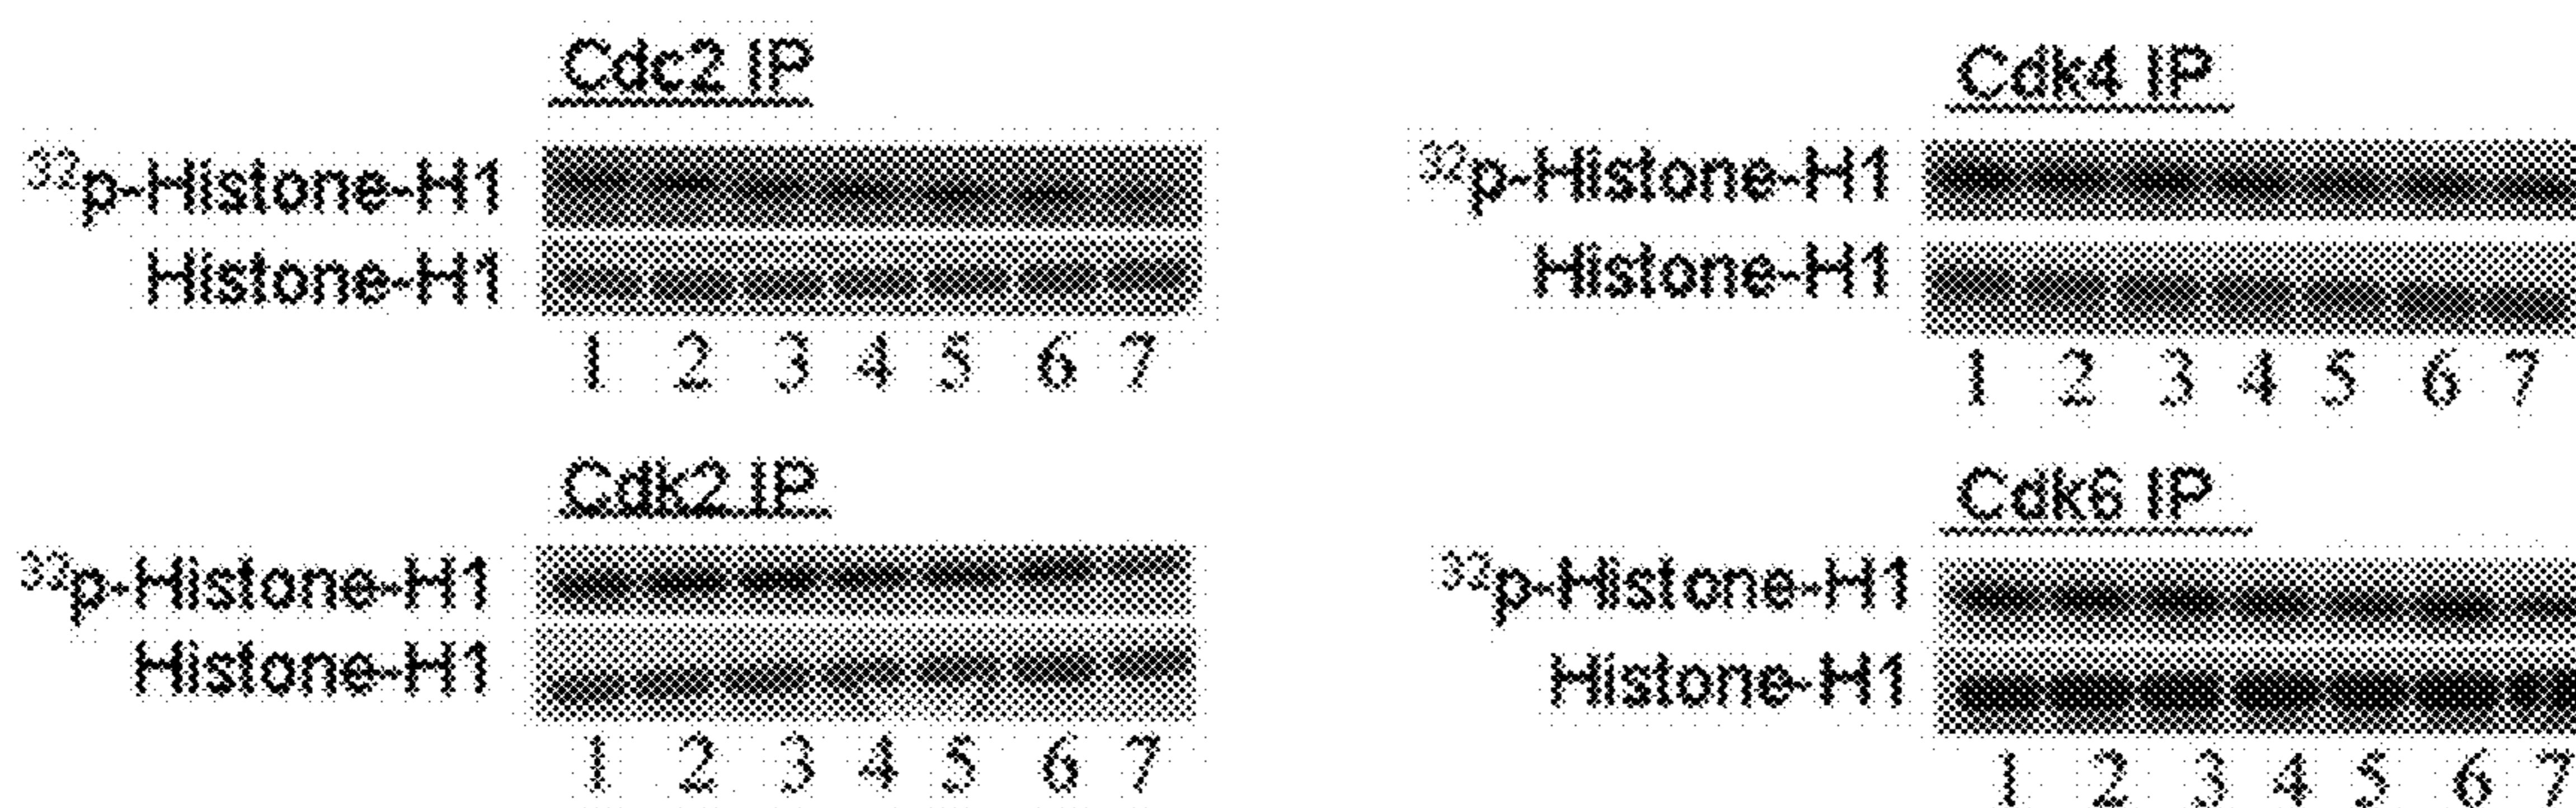 Cdc2 IP
32p-Histone-H1
Histone-H1
1 2 3 4 5 6 7
Cdk4 IP
32p-Histone-H1
Histone-H1
1 2 3 4 5 6 7
Cdk2 IP
33p-Histone-H1
Histone-H1
1 2 3 4 5 6 7
Cdk6 IP
33p-Histone-H1
Histone-H1
1 2 3 4 5 6 7